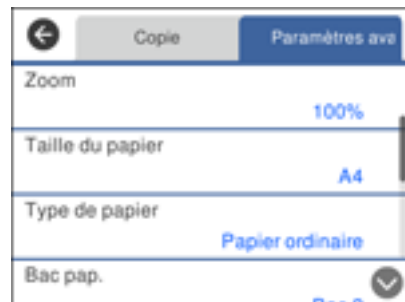 Copie
Paramètres ava
Zoom
100%
Taille du papier
A4
Type de papier
Papier ordinaire
Bac pap.